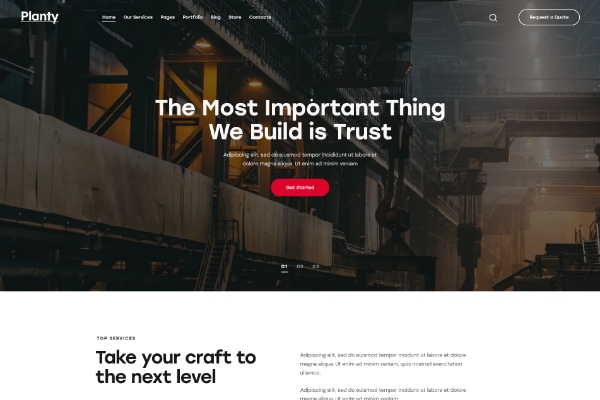 Planty
Home Our Services Pages Portfolio Blog Store Contacts
Request a Quote
The Most Important Thing
We Build is Trust
Adipiscing elit, sed do eiusmod tempor incididunt ut labore et
dolore magna aliqua. Ut enim ad minim veniam.
Get Started
01 02 03
TOP SERVICES
Take your craft to
the next level
Adipiscing elit, sed do euismod tempor incididunt ut labore et dolore
magna aliqua. Ut enim ad minim veniam, quis nostrud exercitation
ullamco.
Adipiscing elit, sed do euismod tempor incididunt ut labore et dolore
magna aliqua. Ut enim ad minim veniam.